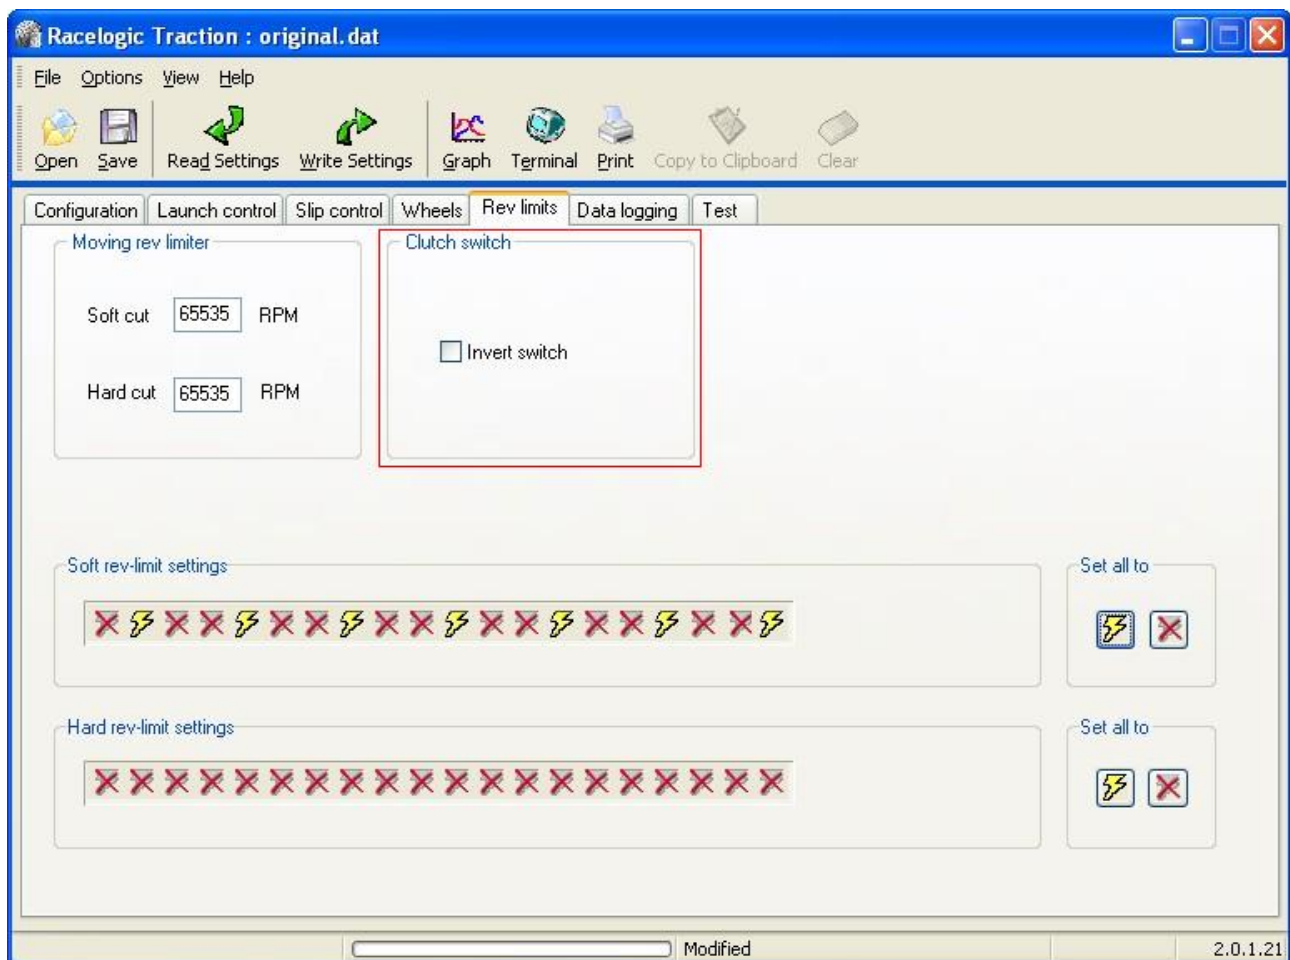 Racelogic Traction : original.dat
File Options View Help
Open Save Read Settings Write Settings Graph Terminal Print Copy to Clipboard Clear
Configuration Launch control Slip control Wheels Rev limits Data logging Test
Moving rev limiter
Soft cut 65535 RPM
Hard cut 65535 RPM
Clutch switch
Invert switch
Soft rev-limit settings
Set all to
Hard rev-limit settings
Set all to
Modified
2.0.1.21